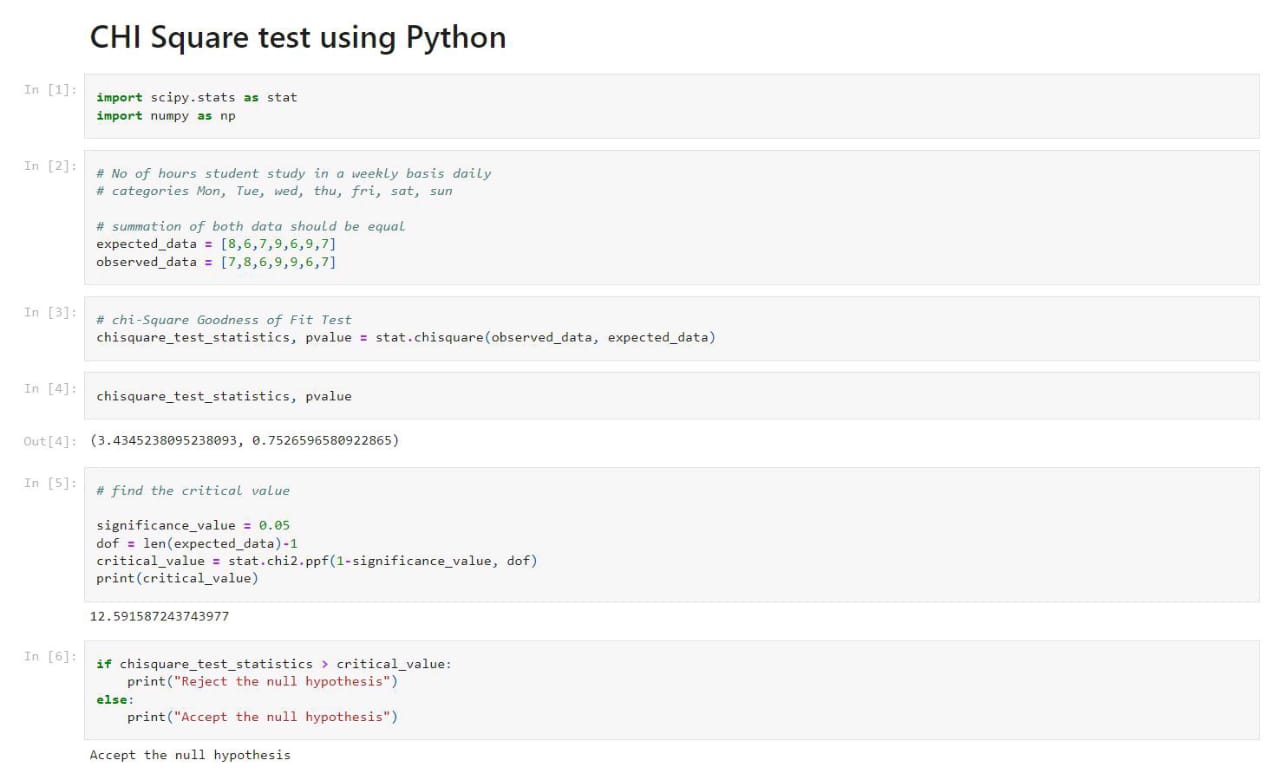 CHI Square test using Python
In [1]:
import scipy.stats as stat
import numpy as np
In [2]:
# No of hours student study in a weekly basis daily
# categories Mon, Tue, wed, thu, fri, sat, sun
# summation of both data should be equal
expected_data = [8,6,7,9,6,9,7]
observed_data = [7,8,6,9,9,6,7]
In [3]:
# chi-Square Goodness of Fit Test
chisquare_test_statistics, pvalue = stat.chisquare(observed_data, expected_data)
In [4]:
chisquare_test_statistics, pvalue
Out[4]: (3.4345238095238093, 0.7526596580922865)
In [5]:
# find the critical value
significance_value = 0.05
dof = len(expected_data)-1
critical_value = stat.chi2.ppf(1-significance_value, dof)
print(critical_value)
12.591587243743977
In [6]:
if chisquare_test_statistics > critical_value:
    print("Reject the null hypothesis")
else:
    print("Accept the null hypothesis")
Accept the null hypothesis